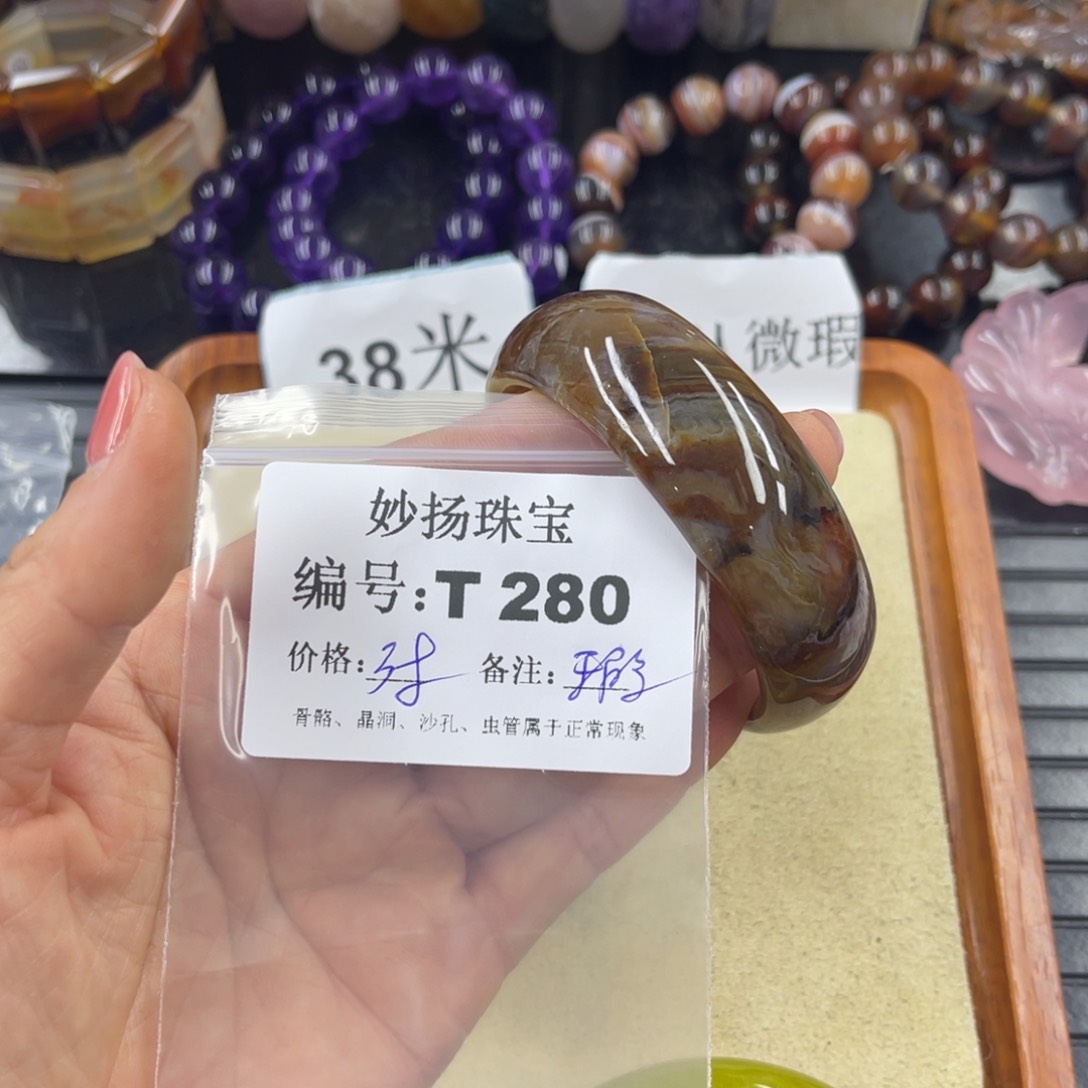 38米
微瑕
妙扬珠宝
编号:T 280
价格: 备注:瑕
骨骼、晶洞、沙孔、虫管属于正常现象